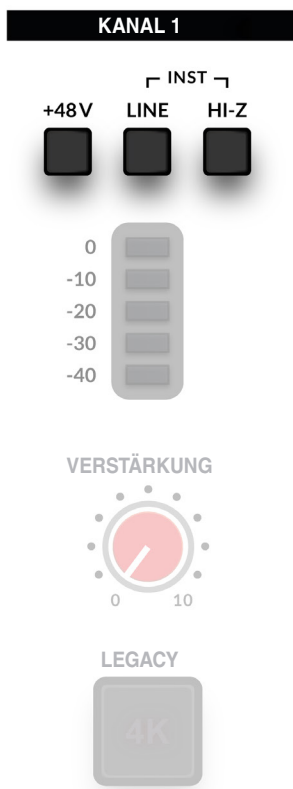 KANAL 1
INST
+48V LINE HI-Z
0
-10
-20
-30
-40
VERSTÄRKUNG
0 10
LEGACY
4K